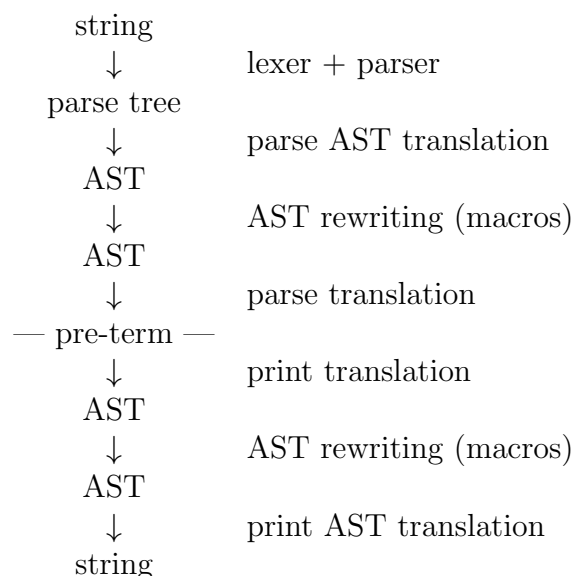 string
↓ lexer + parser
parse tree
↓ parse AST translation
AST
↓ AST rewriting (macros)
AST
↓ parse translation
— pre-term —
↓ print translation
AST
↓ AST rewriting (macros)
AST
↓ print AST translation
string